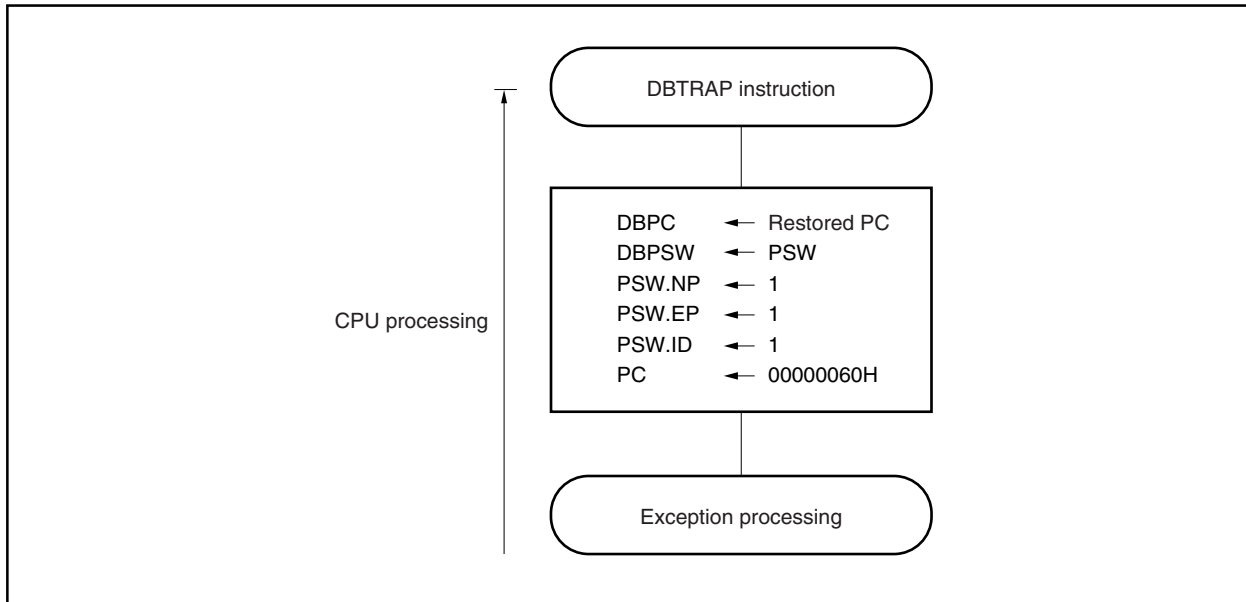 DBTRAP instruction
DBPC ← Restored PC
DBPSW ← PSW
PSW.NP ← 1
PSW.EP ← 1
PSW.ID ← 1
PC ← 00000060H
CPU processing
Exception processing